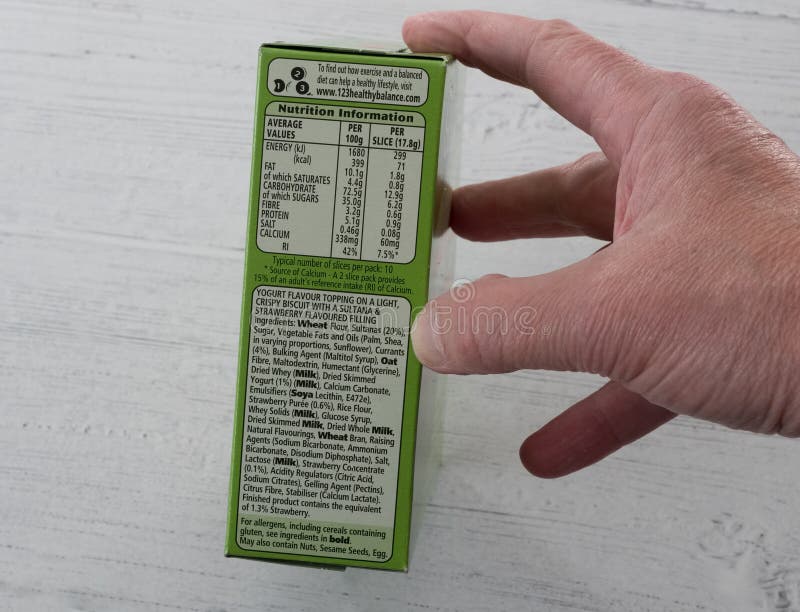 2
3
To find out how exercise and a balanced
diet can help a healthy lifestyle, visit
www.123healthybalance.com
Nutrition Information
AVERAGE VALUES PER 100g PER SLICE (17.8g)
ENERGY (kJ) 1680 299
(kcal) 399 71
FAT 10.1g 1.8g
of which SATURATES 4.4g 0.8g
CARBOHYDRATE 72.5g 12.9g
of which SUGARS 35.0g 6.2g
FIBRE 3.2g 0.6g
PROTEIN 5.1g 0.9g
SALT 0.46g 0.08g
CALCIUM 338mg 60mg
RI 42% 7.5%*
Typical number of slices per pack: 10
* Source of Calcium - A 2 slice pack provides
15% of an adult's reference intake (RI) of Calcium.
YOGURT FLAVOUR TOPPING ON A LIGHT,
CRISPY BISCUIT WITH A SULTANA &
STRAWBERRY FLAVOURED FILLING
Ingredients: Wheat Flour, Sultanas (20%),
Sugar, Vegetable Fats and Oils (Palm, Shea,
in varying proportions, Sunflower), Currants
(4%), Bulking Agent (Maltitol Syrup), Oat
Fibre, Maltodextrin, Humectant (Glycerine),
Dried Whey (Milk), Dried Skimmed
Yogurt (1%) (Milk), Calcium Carbonate,
Emulsifiers (Soya Lecithin, E472e),
Strawberry Purée (0.6%), Rice Flour,
Whey Solids (Milk), Glucose Syrup,
Dried Skimmed Milk, Dried Whole Milk,
Natural Flavourings, Wheat Bran, Raising
Agents (Sodium Bicarbonate, Ammonium
Bicarbonate, Disodium Diphosphate), Salt,
Lactose (Milk), Strawberry Concentrate
(0.1%), Acidity Regulators (Citric Acid,
Sodium Citrates), Gelling Agent (Pectins),
Citrus Fibre, Stabiliser (Calcium Lactate).
Finished product contains the equivalent
of 1.3% Strawberry.
For allergens, including cereals containing
gluten, see ingredients in bold.
May also contain Nuts, Sesame Seeds, Egg.
dreamstime